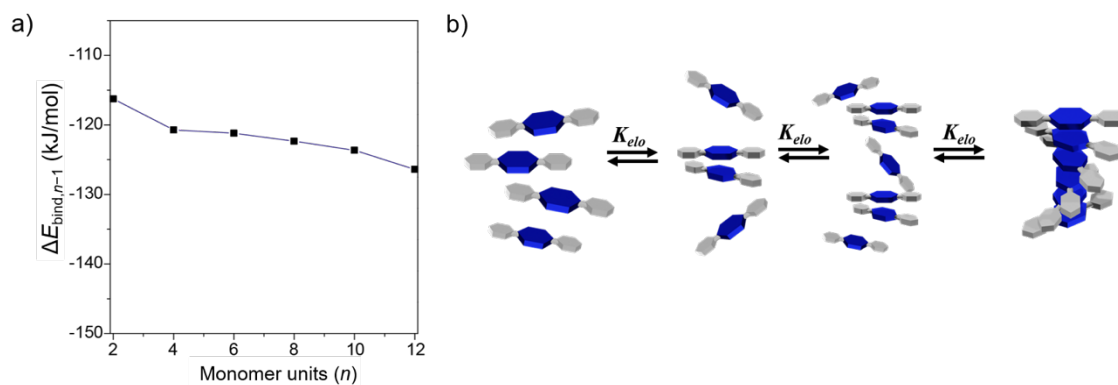 a)
ΔE_bind,n−1 (kJ/mol)
-110
-120
-130
-140
-150
2 4 6 8 10 12
Monomer units (n)
b)
K_elo K_elo K_elo